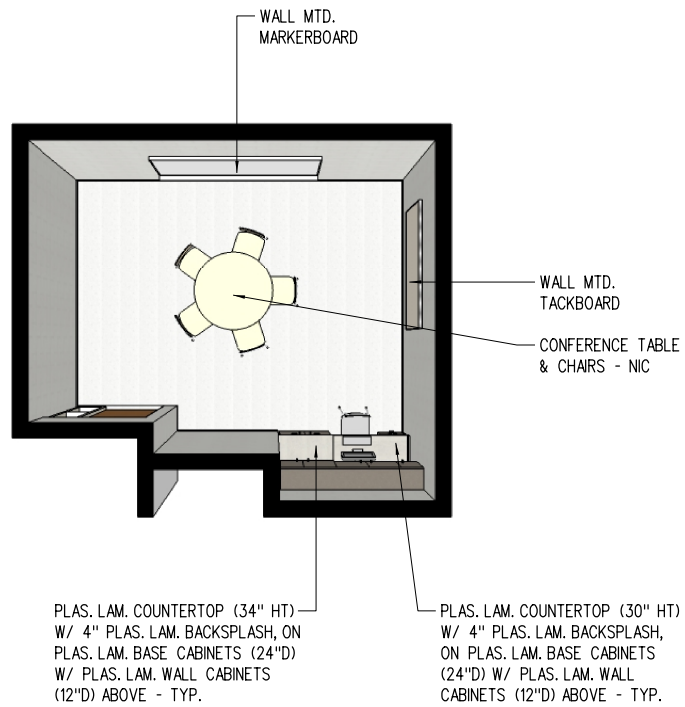 WALL MTD.
MARKERBOARD
WALL MTD.
TACKBOARD
CONFERENCE TABLE
& CHAIRS - NIC
PLAS. LAM. COUNTERTOP (34" HT)
W/ 4" PLAS. LAM. BACKSPLASH, ON
PLAS. LAM. BASE CABINETS (24"D)
W/ PLAS. LAM. WALL CABINETS
(12"D) ABOVE - TYP.
PLAS. LAM. COUNTERTOP (30" HT)
W/ 4" PLAS. LAM. BACKSPLASH,
ON PLAS. LAM. BASE CABINETS
(24"D) W/ PLAS. LAM. WALL
CABINETS (12"D) ABOVE - TYP.